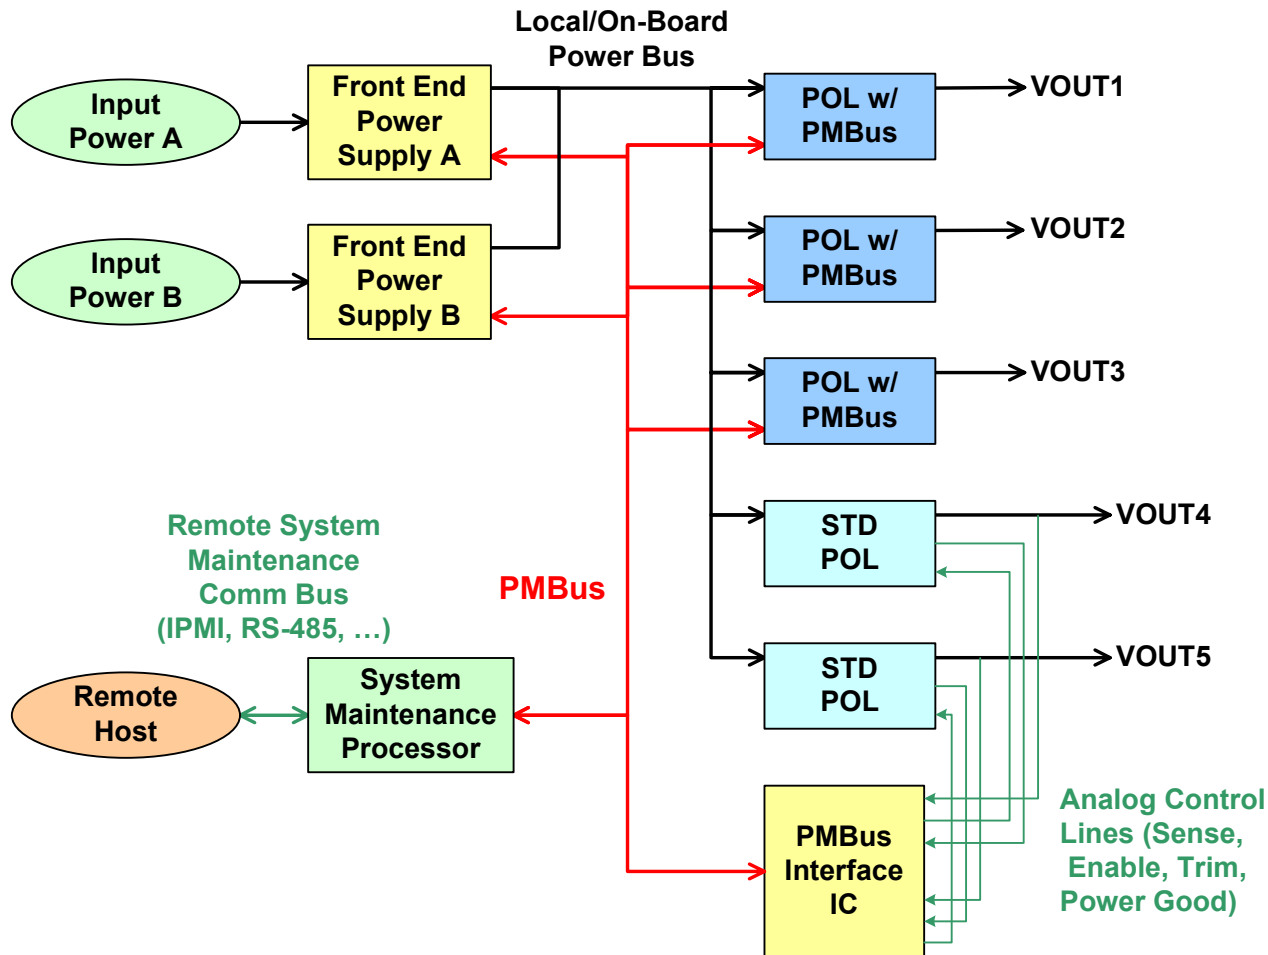 Local/On-Board
Power Bus
Input
Power A
Front End
Power
Supply A
POL w/
PMBus
VOUT1
Input
Power B
Front End
Power
Supply B
POL w/
PMBus
VOUT2
POL w/
PMBus
VOUT3
Remote System
Maintenance
Comm Bus
(IPMI, RS-485, …)
PMBus
STD
POL
VOUT4
Remote
Host
System
Maintenance
Processor
STD
POL
VOUT5
PMBus
Interface
IC
Analog Control
Lines (Sense,
Enable, Trim,
Power Good)